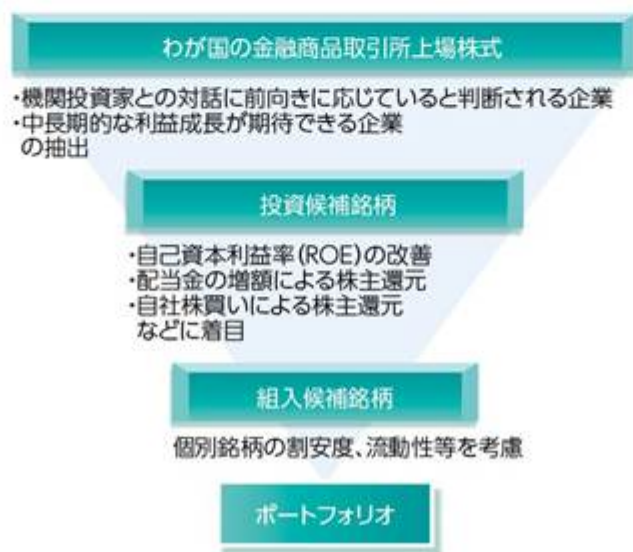 わが国の金融商品取引所上場株式
・機関投資家との対話に前向きに応じていると判断される企業
・中長期的な利益成長が期待できる企業
の抽出
投資候補銘柄
・自己資本利益率(ROE)の改善
・配当金の増額による株主還元
・自社株買いによる株主還元
などに着目
組入候補銘柄
個別銘柄の割安度、流動性等を考慮
ポートフォリオ